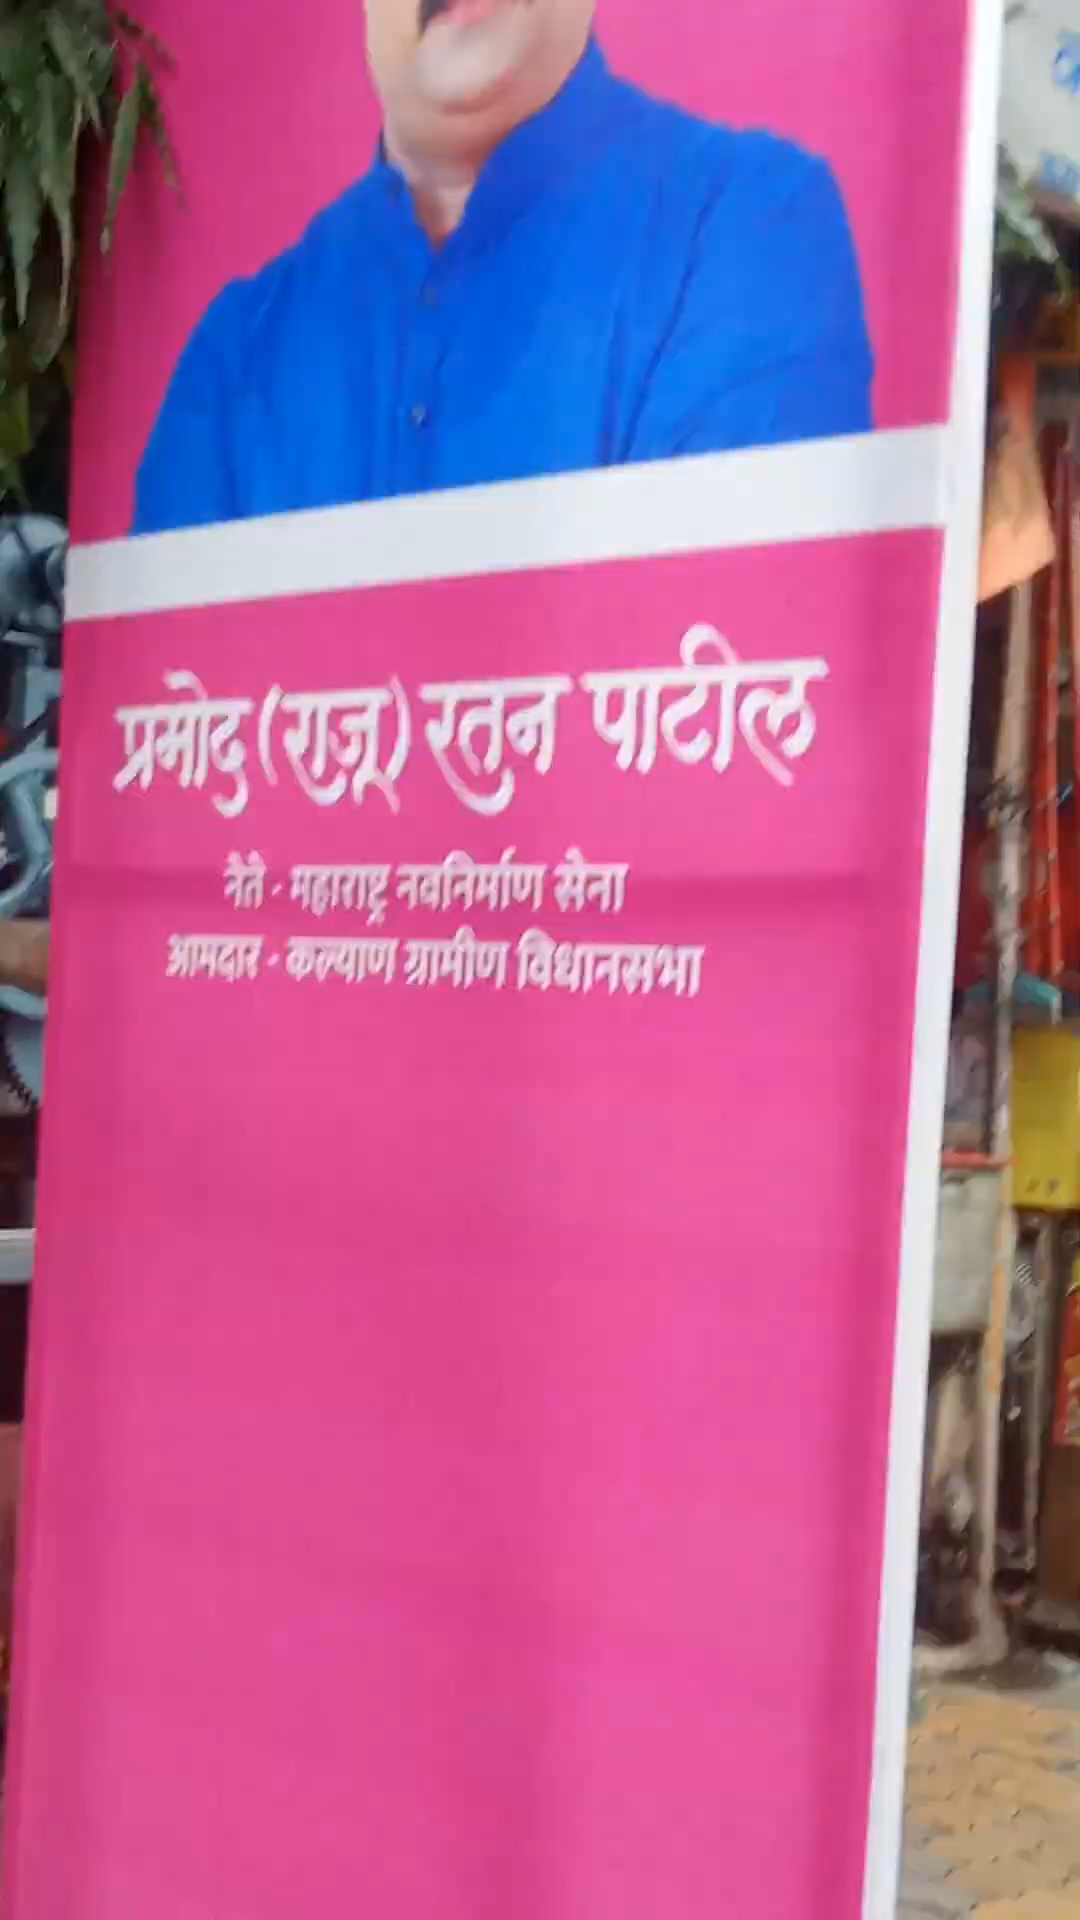 प्रमोद (राजू) रतन पाटील
नेते - महाराष्ट्र नवनिर्माण सेना
आमदार - कल्याण ग्रामीण विधानसभा